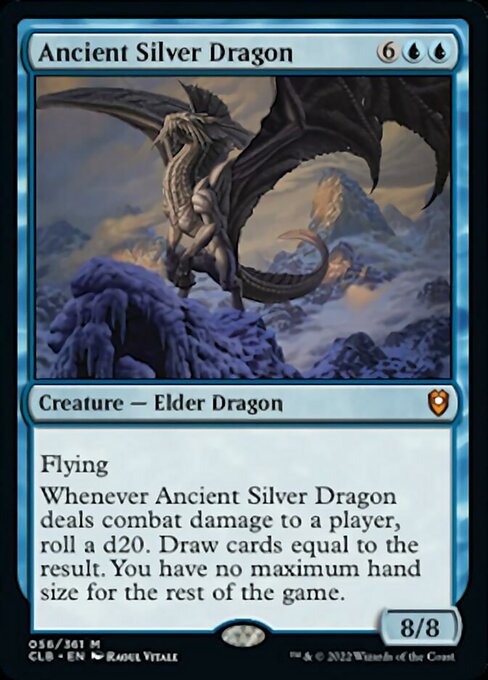 Ancient Silver Dragon 6
Creature — Elder Dragon
Flying
Whenever Ancient Silver Dragon
deals combat damage to a player,
roll a d20. Draw cards equal to the
result. You have no maximum hand
size for the rest of the game.
8/8
056/361 M
CLB • EN Raoul Vitale
™ & © 2022 Wizards of the Coast